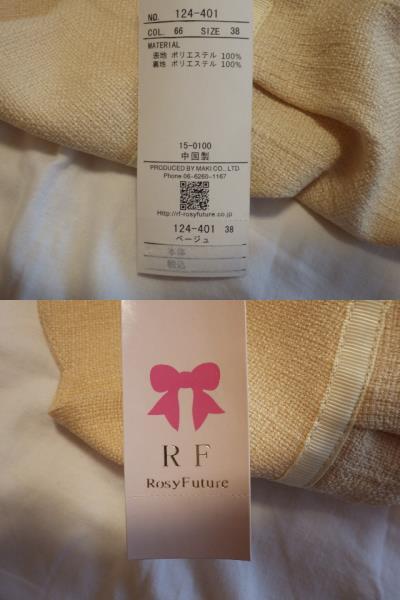 NO. 124-401
COL. 66 SIZE 38
MATERIAL
表地 ポリエステル 100%
裏地 ポリエステル 100%
15-0100
中国製
PRODUCED BY MAKI CO., LTD.
Phone 06-6260-1167
Http://rf-rosyfuture.co.jp
124-401 38
ベージュ
本体
税込
R F
RosyFuture